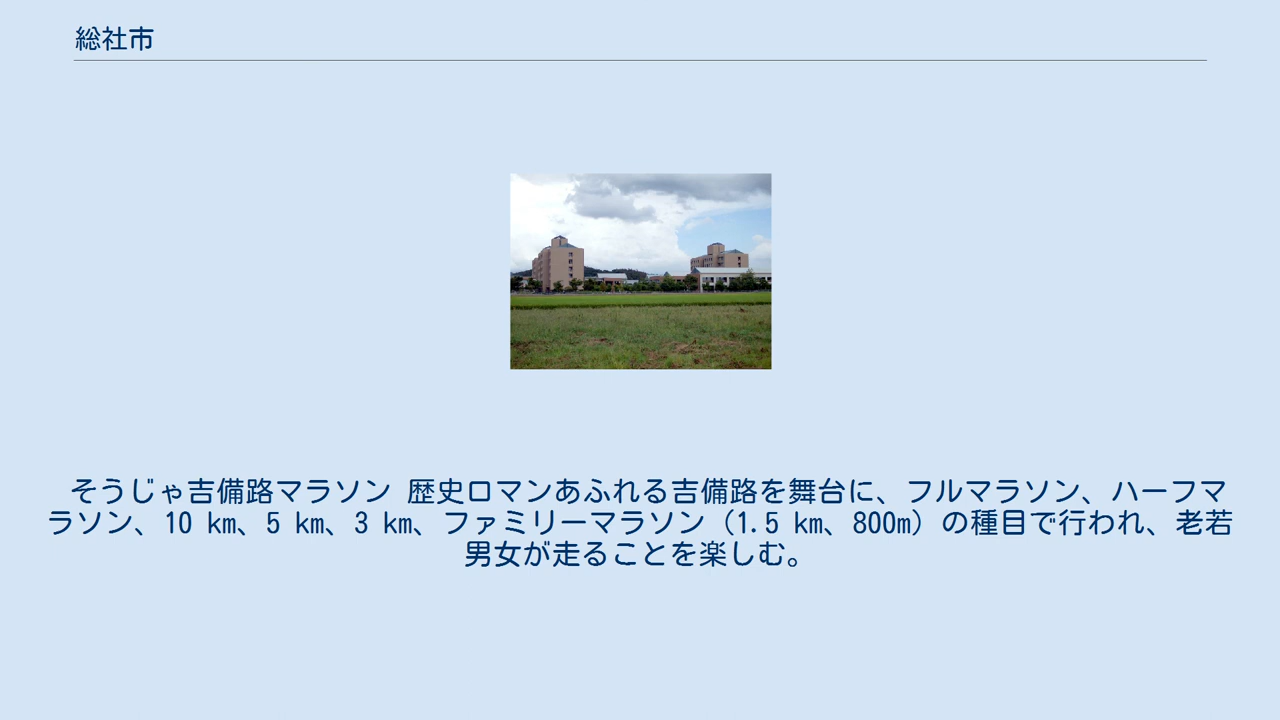 総社市
そうじゃ吉備路マラソン 歴史ロマンあふれる吉備路を舞台に、フルマラソン、ハーフマ
ラソン、10 km、5 km、3 km、ファミリーマラソン（1.5 km、800m）の種目で行われ、老若
男女が走ることを楽しむ。